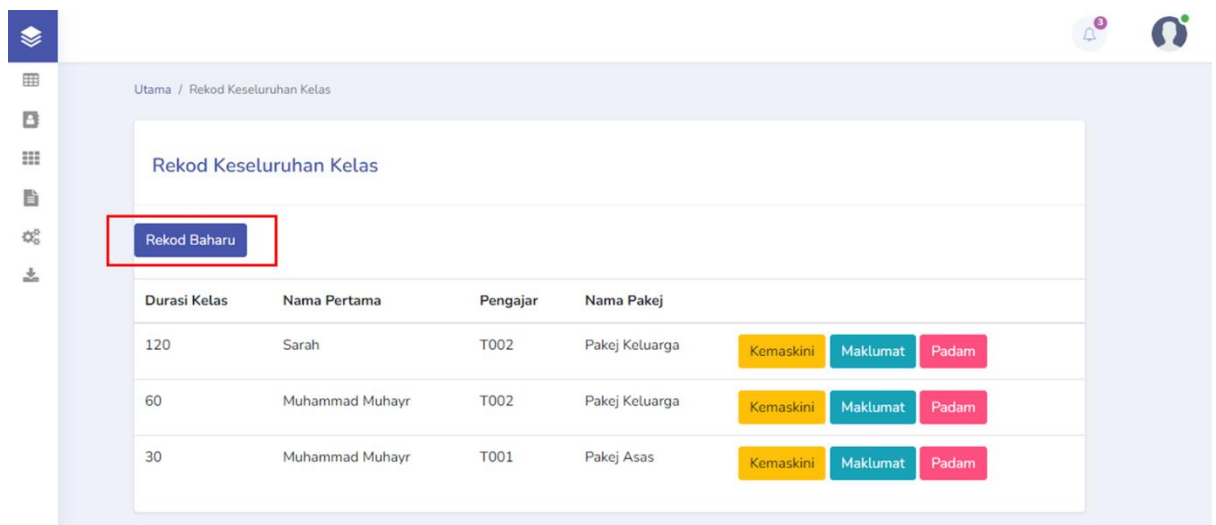 3
Utama / Rekod Keseluruhan Kelas
Rekod Keseluruhan Kelas
Rekod Baharu
Durasi Kelas Nama Pertama Pengajar Nama Pakej
120 Sarah T002 Pakej Keluarga Kemaskini Maklumat Padam
60 Muhammad Muhayr T002 Pakej Keluarga Kemaskini Maklumat Padam
30 Muhammad Muhayr T001 Pakej Asas Kemaskini Maklumat Padam